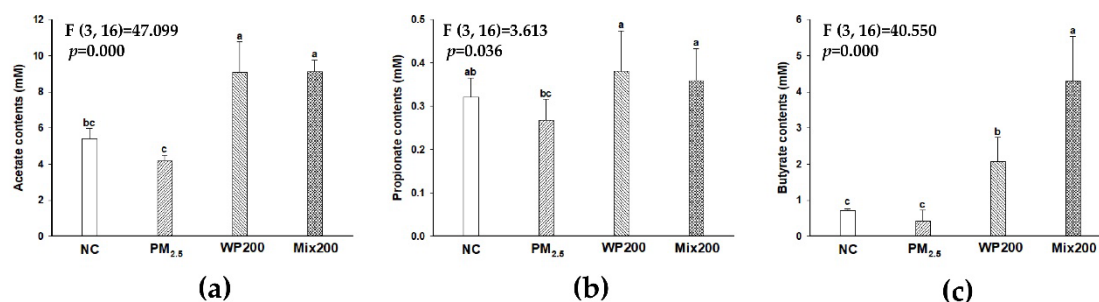 F (3, 16)=47.099
p=0.000
Acetate contents (mM)
12
10
8
6
4
2
0
bc
c
a
a
NC
PM2.5
WP200
Mix200
(a)
F (3, 16)=3.613
p=0.036
Propionate contents (mM)
0.5
0.4
0.3
0.2
0.1
0.0
ab
bc
a
a
NC
PM2.5
WP200
Mix200
(b)
F (3, 16)=40.550
p=0.000
Butyrate contents (mM)
6
5
4
3
2
1
0
c
c
b
a
NC
PM2.5
WP200
Mix200
(c)